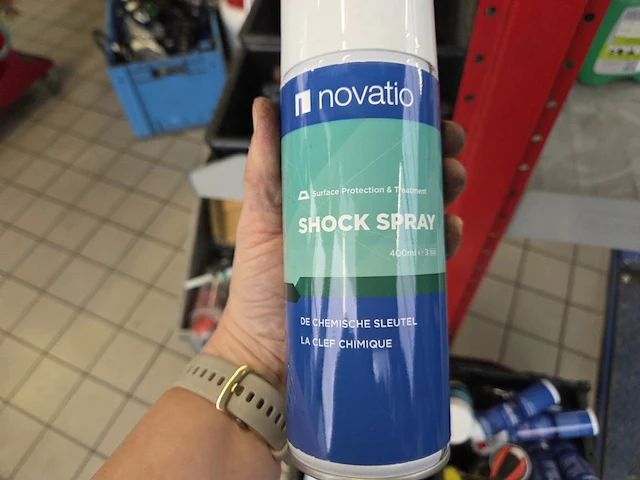 novatio
Surface Protection & Treatment
SHOCK SPRAY
400ml
DE CHEMISCHE SLEUTEL
LA CLEF CHIMIQUE